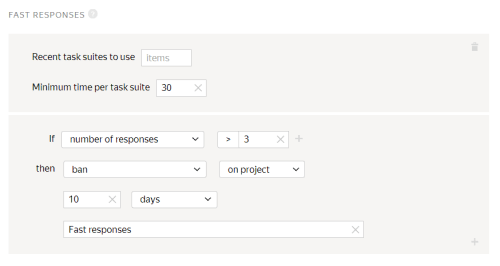 FAST RESPONSES ?
Recent task suites to use Items
Minimum time per task suite 30
If number of responses > 3
then ban on project
10 days
Fast responses